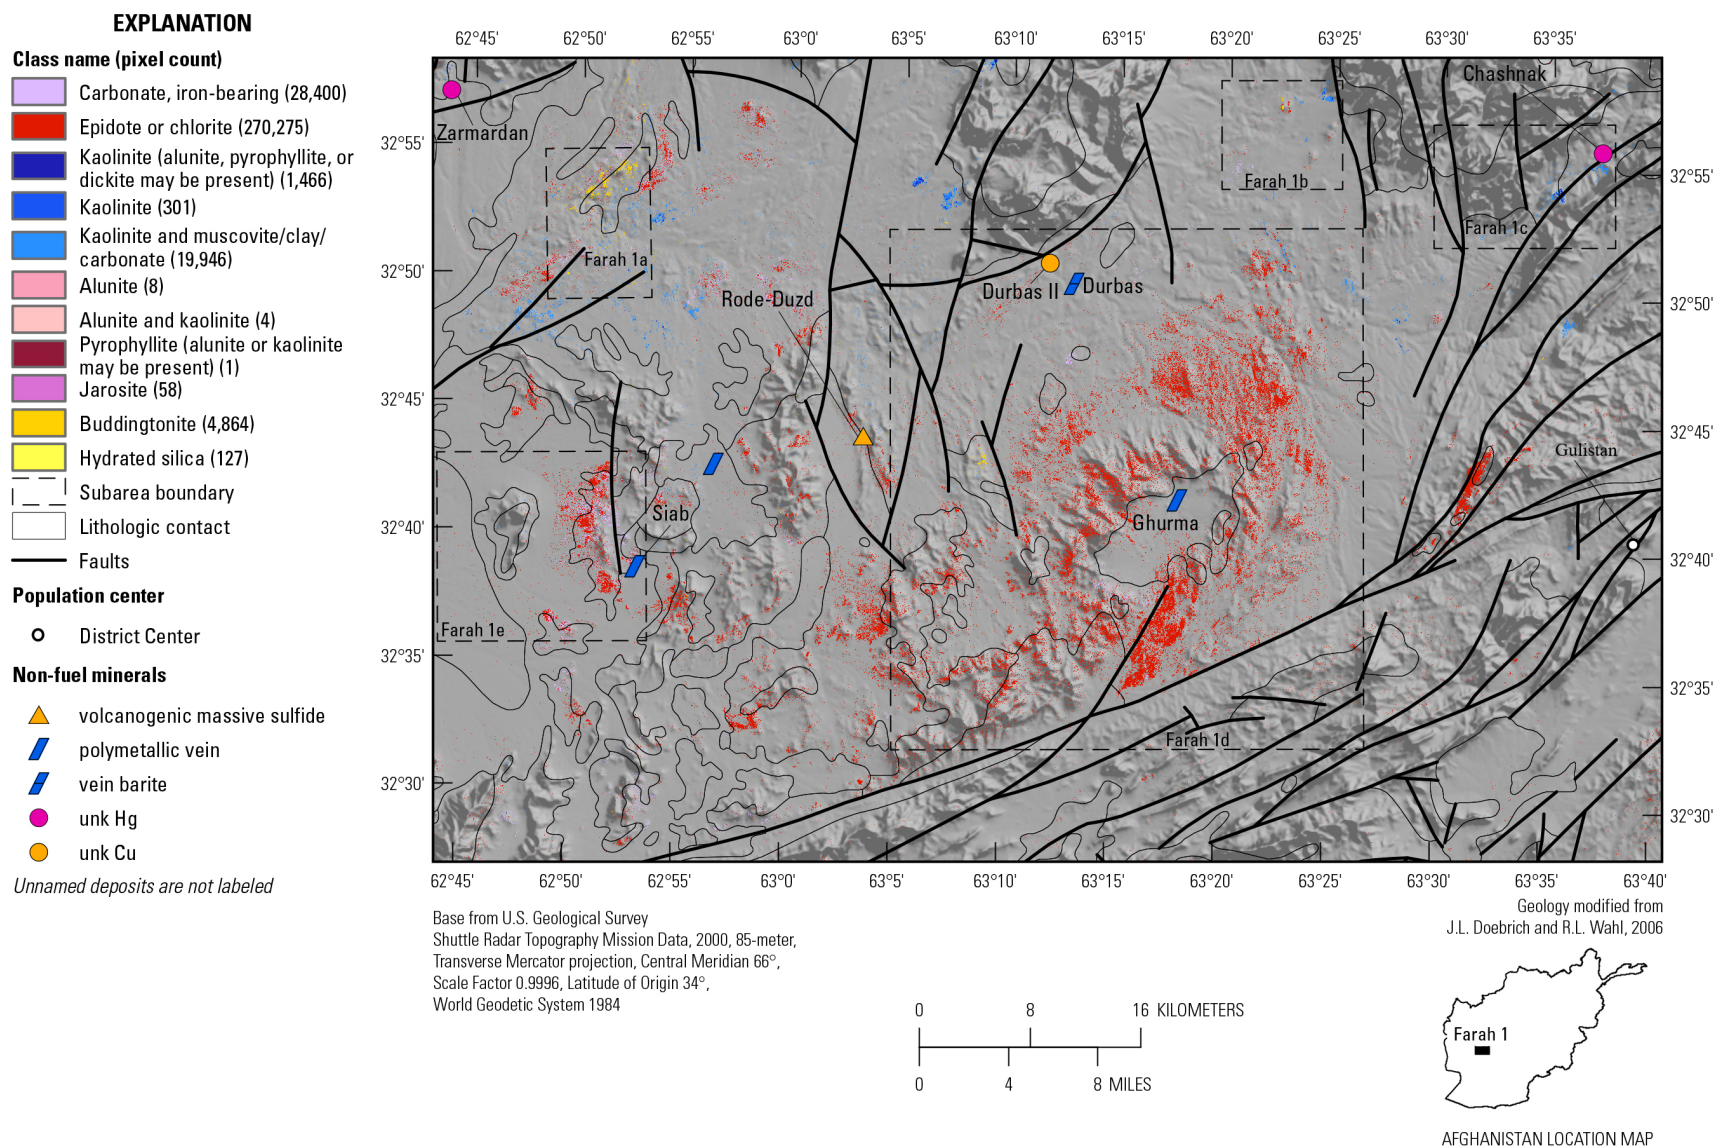 EXPLANATION
Class name (pixel count)
Carbonate, iron-bearing (28,400)
Epidote or chlorite (270,275)
Kaolinite (alunite, pyrophyllite, or
dickite may be present) (1,466)
Kaolinite (301)
Kaolinite and muscovite/clay/
carbonate (19,946)
Alunite (8)
Alunite and kaolinite (4)
Pyrophyllite (alunite or kaolinite
may be present) (1)
Jarosite (58)
Buddingtonite (4,864)
Hydrated silica (127)
Subarea boundary
Lithologic contact
Faults
Population center
District Center
Non-fuel minerals
volcanogenic massive sulfide
polymetallic vein
vein barite
unk Hg
unk Cu
Unnamed deposits are not labeled
62°45' 62°50' 62°55' 63°0' 63°5' 63°10' 63°15' 63°20' 63°25' 63°30' 63°35'
32°55'
32°50'
32°45'
32°40'
32°35'
32°30'
Chashnak
Zarmardan
Farah 1b
Farah 1c
Farah 1a
Rode-Duzd
Durbas II
Durbas
Gulistan
Siab
Ghurma
Farah 1e
Farah 1d
32°55'
32°50'
32°45'
32°40'
32°35'
32°30'
62°45' 62°50' 62°55' 63°0' 63°5' 63°10' 63°15' 63°20' 63°25' 63°30' 63°35' 63°40'
Base from U.S. Geological Survey
Shuttle Radar Topography Mission Data, 2000, 85-meter,
Transverse Mercator projection, Central Meridian 66°,
Scale Factor 0.9996, Latitude of Origin 34°,
World Geodetic System 1984
0 8 16 KILOMETERS
0 4 8 MILES
Geology modified from
J.L. Doebrich and R.L. Wahl, 2006
Farah 1
AFGHANISTAN LOCATION MAP